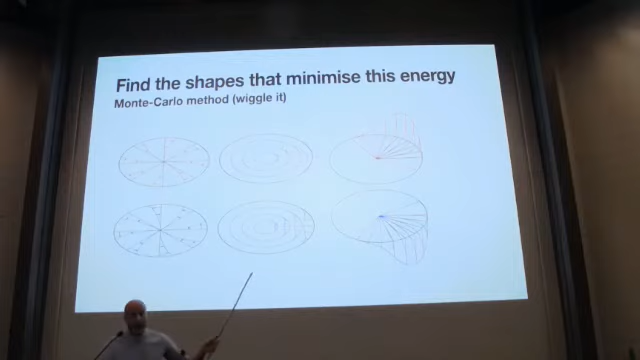 Find the shapes that minimise this energy
Monte-Carlo method (wiggle it)